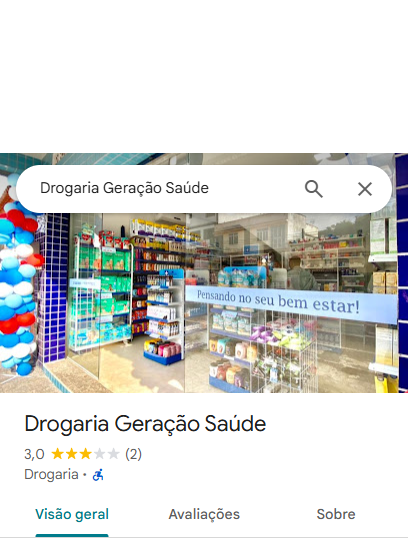 Drogaria Geração Saúde
Pensando no seu bem estar!
Drogaria Geração Saúde
3,0 (2)
Drogaria ·
Visão geral Avaliações Sobre